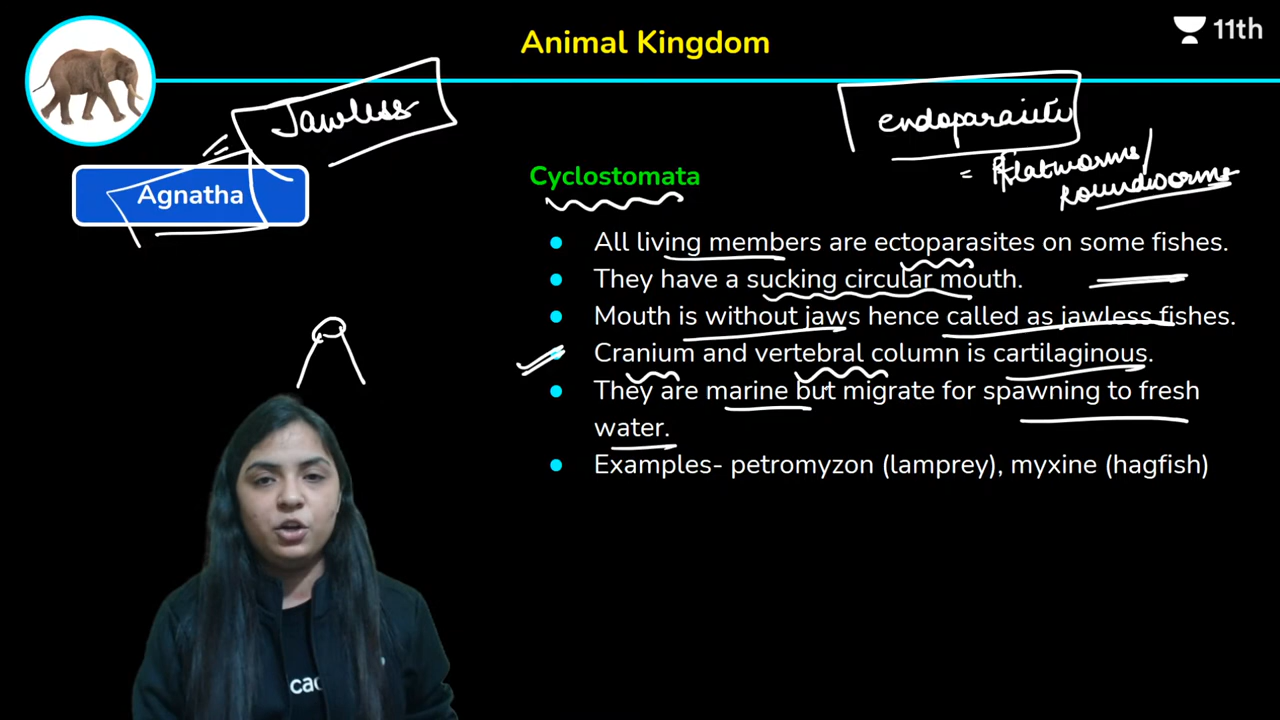 Animal Kingdom
11th
Jawless
endoparasite
= flatworms/
Roundworms
Agnatha
Cyclostomata
All living members are ectoparasites on some fishes.
They have a sucking circular mouth.
Mouth is without jaws hence called as jawless fishes.
Cranium and vertebral column is cartilaginous.
They are marine but migrate for spawning to fresh
water.
Examples- petromyzon (lamprey), myxine (hagfish)